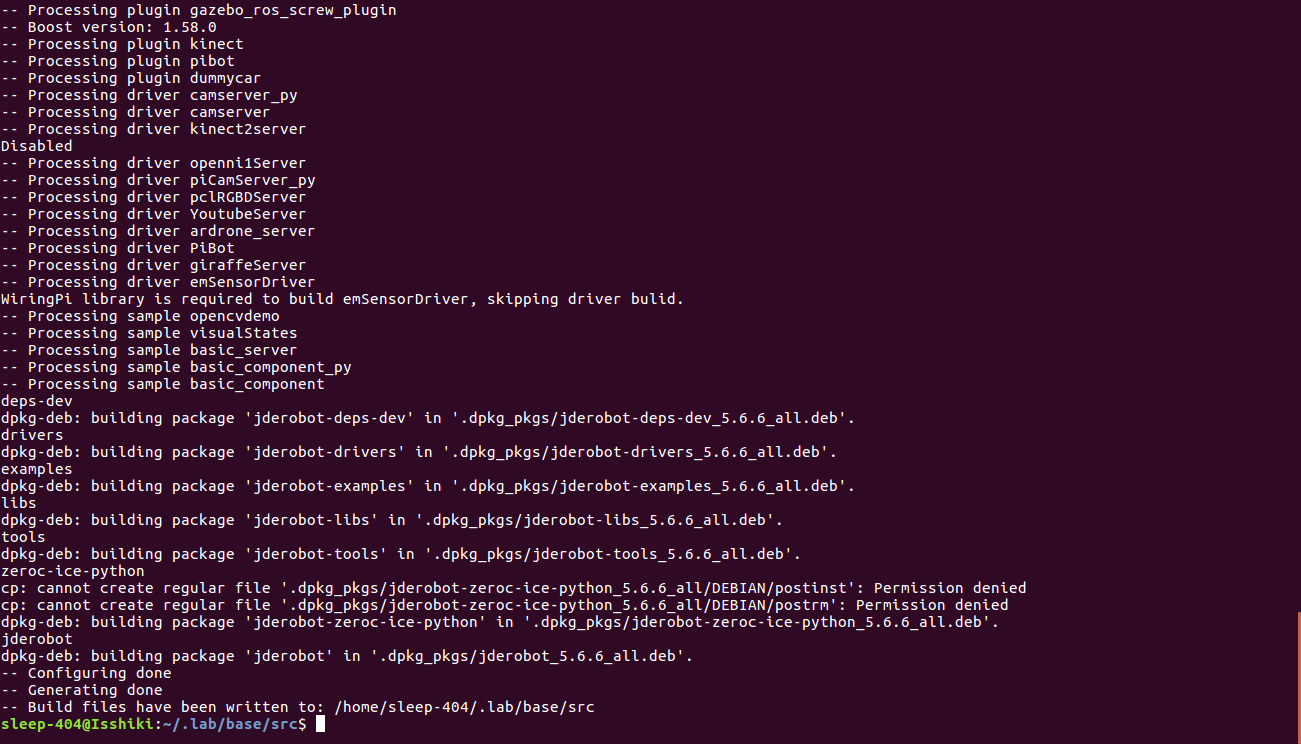 -- Processing plugin gazebo_ros_screw_plugin
-- Boost version: 1.58.0
-- Processing plugin kinect
-- Processing plugin pibot
-- Processing plugin dummycar
-- Processing driver camserver_py
-- Processing driver camserver
-- Processing driver kinect2server
Disabled
-- Processing driver openni1Server
-- Processing driver piCamServer_py
-- Processing driver pclRGBDServer
-- Processing driver YoutubeServer
-- Processing driver ardrone_server
-- Processing driver PiBot
-- Processing driver giraffeServer
-- Processing driver emSensorDriver
WiringPi library is required to build emSensorDriver, skipping driver bulid.
-- Processing sample opencvdemo
-- Processing sample visualStates
-- Processing sample basic_server
-- Processing sample basic_component_py
-- Processing sample basic_component
deps-dev
dpkg-deb: building package 'jderobot-deps-dev' in '.dpkg_pkgs/jderobot-deps-dev_5.6.6_all.deb'.
drivers
dpkg-deb: building package 'jderobot-drivers' in '.dpkg_pkgs/jderobot-drivers_5.6.6_all.deb'.
examples
dpkg-deb: building package 'jderobot-examples' in '.dpkg_pkgs/jderobot-examples_5.6.6_all.deb'.
libs
dpkg-deb: building package 'jderobot-libs' in '.dpkg_pkgs/jderobot-libs_5.6.6_all.deb'.
tools
dpkg-deb: building package 'jderobot-tools' in '.dpkg_pkgs/jderobot-tools_5.6.6_all.deb'.
zeroc-ice-python
cp: cannot create regular file '.dpkg_pkgs/jderobot-zeroc-ice-python_5.6.6_all/DEBIAN/postinst': Permission denied
cp: cannot create regular file '.dpkg_pkgs/jderobot-zeroc-ice-python_5.6.6_all/DEBIAN/postrm': Permission denied
dpkg-deb: building package 'jderobot-zeroc-ice-python' in '.dpkg_pkgs/jderobot-zeroc-ice-python_5.6.6_all.deb'.
jderobot
dpkg-deb: building package 'jderobot' in '.dpkg_pkgs/jderobot_5.6.6_all.deb'.
-- Configuring done
-- Generating done
-- Build files have been written to: /home/sleep-404/.lab/base/src
sleep-404@Isshiki:~/.lab/base/src$